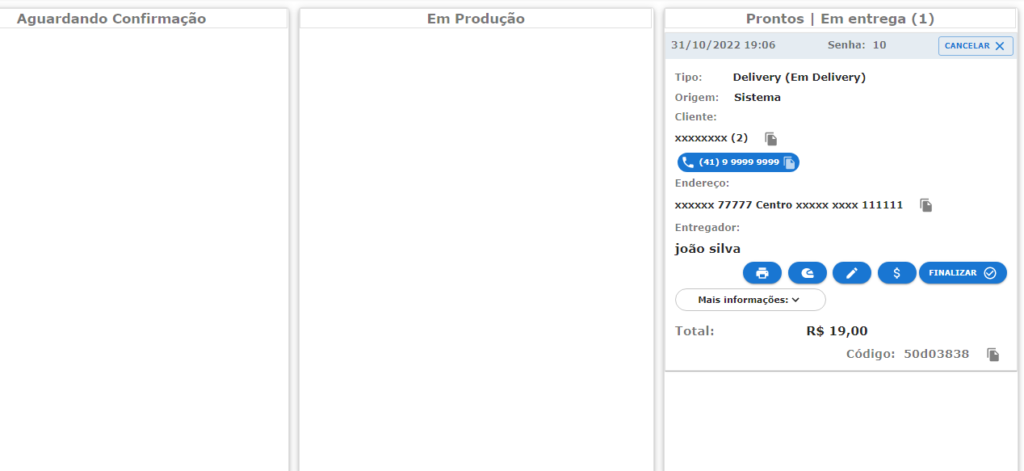 Aguardando Confirmação
Em Produção
Prontos | Em entrega (1)
31/10/2022 19:06 Senha: 10 CANCELAR
Tipo: Delivery (Em Delivery)
Origem: Sistema
Cliente:
xxxxxxxx (2)
(41) 9 9999 9999
Endereço:
xxxxxx 77777 Centro xxxxx xxxx 111111
Entregador:
joão silva
$ FINALIZAR
Mais informações:
Total: R$ 19,00
Código: 50d03838